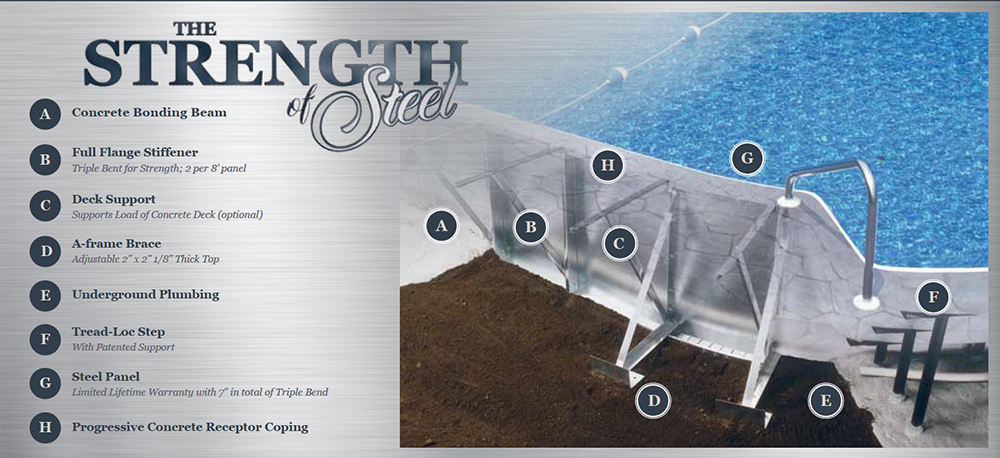 THE
STRENGTH
of Steel
A Concrete Bonding Beam
B Full Flange Stiffener
Triple Bent for Strength; 2 per 8' panel
C Deck Support
Supports Load of Concrete Deck (optional)
D A-frame Brace
Adjustable 2" x 2" 1/8" Thick Top
E Underground Plumbing
F Tread-Loc Step
With Patented Support
G Steel Panel
Limited Lifetime Warranty with 7" in total of Triple Bend
H Progressive Concrete Receptor Coping
G
H
A
B
C
F
D
E